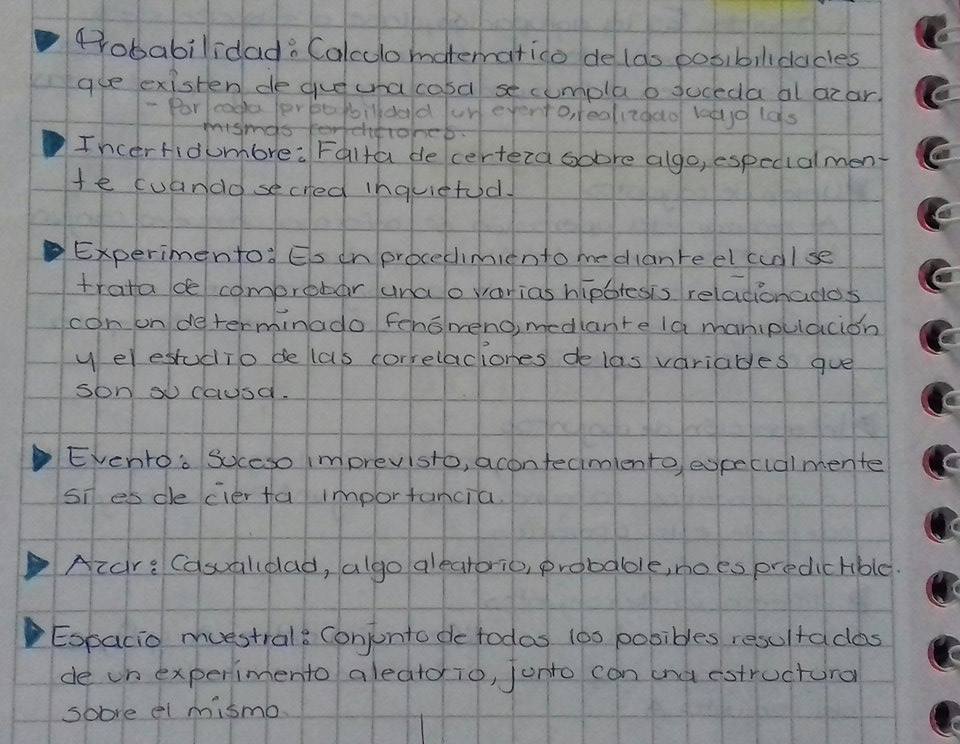 Probabilidad: Calculo matematico de las posibilidades
que existen de que una cosa se cumpla o suceda al azar.
- Por cada probabilidad un evento, realizado bajo las
mismas condiciones.
Incertidumbre: Falta de certeza sobre algo, especialmen-
te cuando se crea inquietud.
Experimento: Es un procedimiento mediante el cual se
trata de comprobar una o varias hipótesis relacionados
con un determinado fenómeno, mediante la manipulación
y el estudio de las correlaciones de las variables que
son su causa.
Evento: Suceso imprevisto, acontecimiento, especialmente
si es de cierta importancia.
Azar: Casualidad, algo aleatorio, probable, no es predictible.
Espacio muestral: Conjunto de todos los posibles resultados
de un experimento aleatorio, junto con una estructura
sobre el mismo.